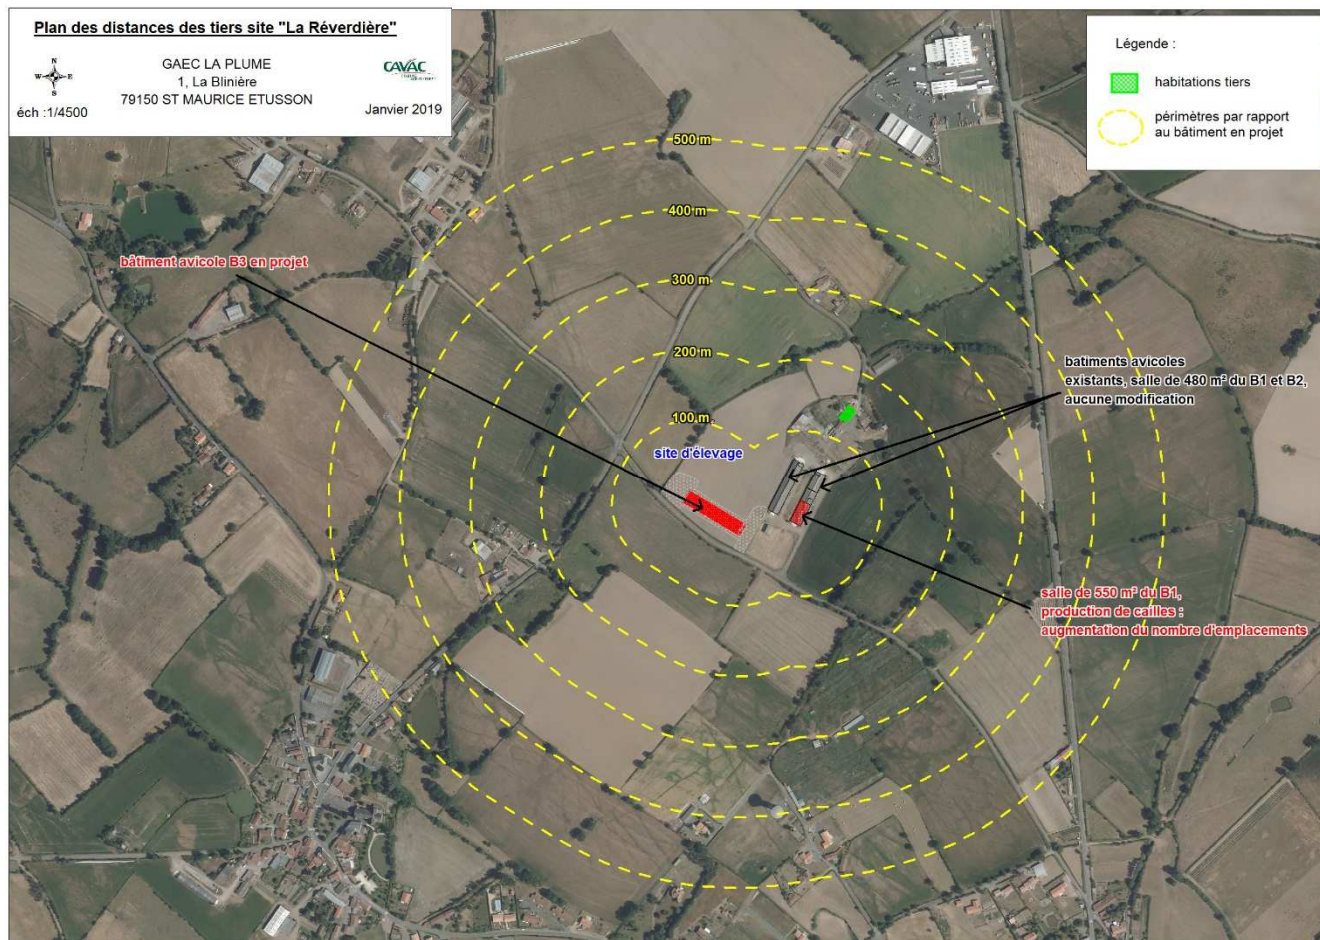 Plan des distances des tiers site "La Réverdière"
N
W E
S
éch :1/4500
GAEC LA PLUME
1, La Blinière
79150 ST MAURICE ETUSSON
CAVAC
Janvier 2019
Légende :
habitations tiers
périmètres par rapport
au bâtiment en projet
500 m
400 m
300 m
200 m
100 m
bâtiment avicole B3 en projet
site d'élevage
batiments avicoles
existants, salle de 480 m² du B1 et B2,
aucune modification
salle de 550 m² du B1,
production de cailles :
augmentation du nombre d'emplacements